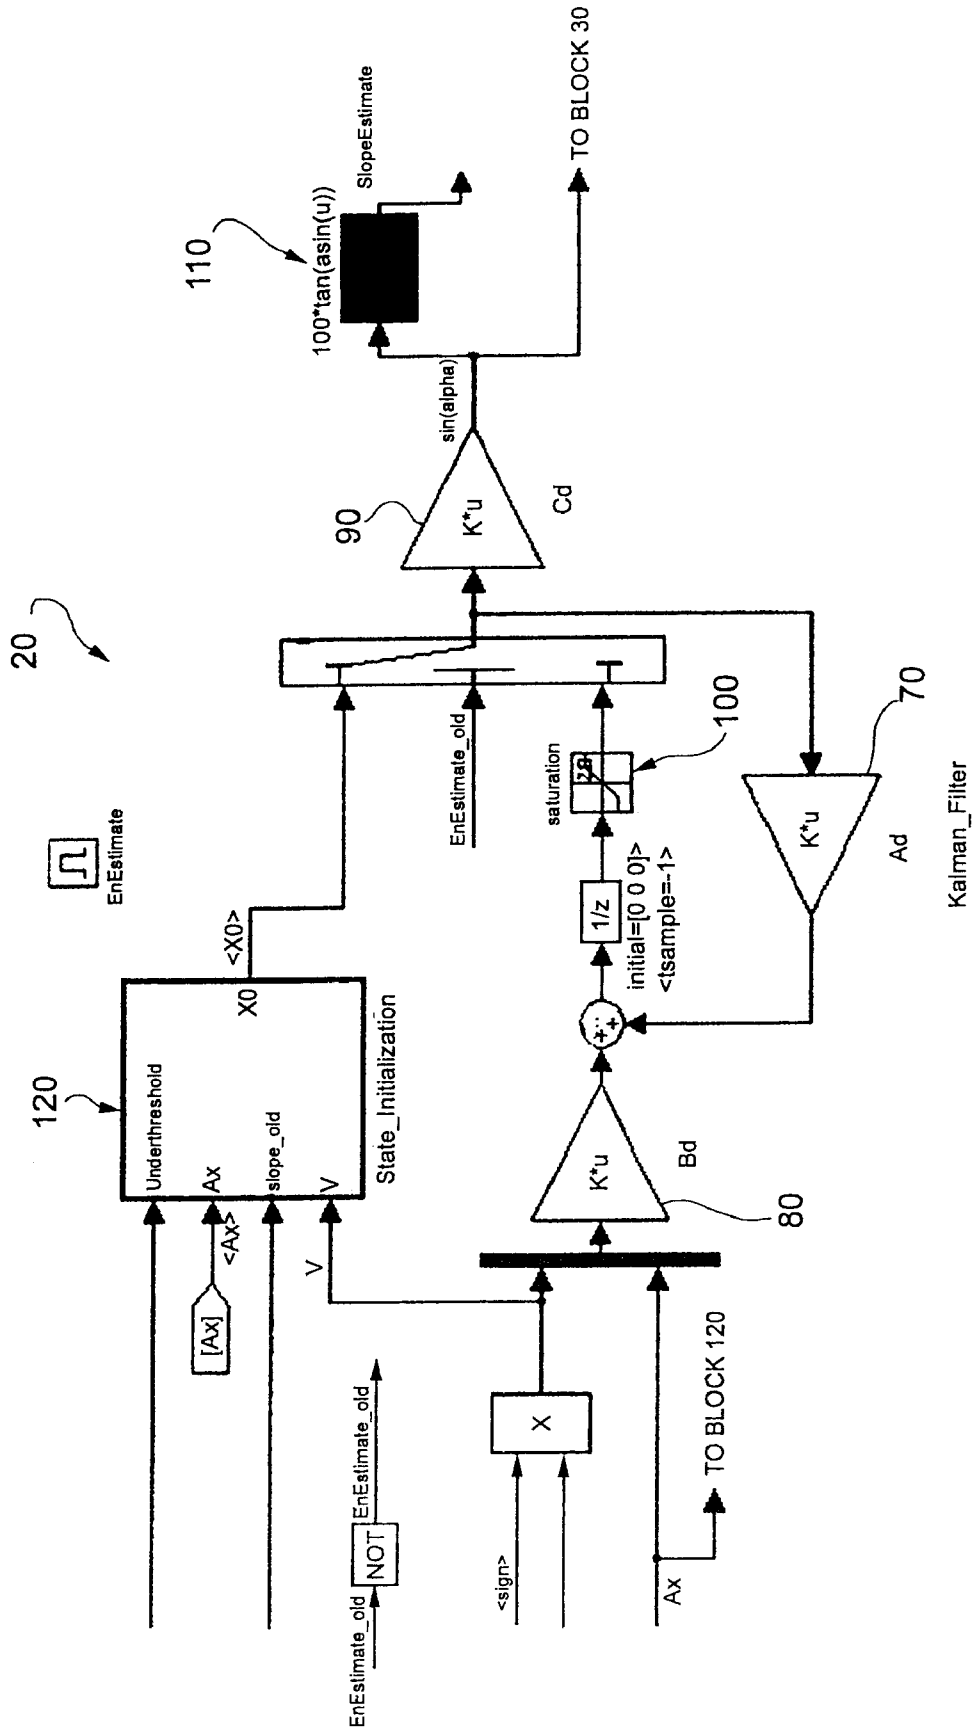 20
EnEstimate
120
Underthreshold
Ax
slope_old
V
X0
State_Initialization
<X0>
[Ax]
<Ax>
V
EnEstimate_old
NOT
EnEstimate_old
<sign>
X
Ax
TO BLOCK 120
K*u
Bd
80
++
1/z
initial=[0 0 0]>
<tsample=-1>
saturation
100
EnEstimate_old
K*u
Ad
70
Kalman_Filter
90
K*u
Cd
sin(alpha)
110
100*tan(asin(u))
SlopeEstimate
TO BLOCK 30